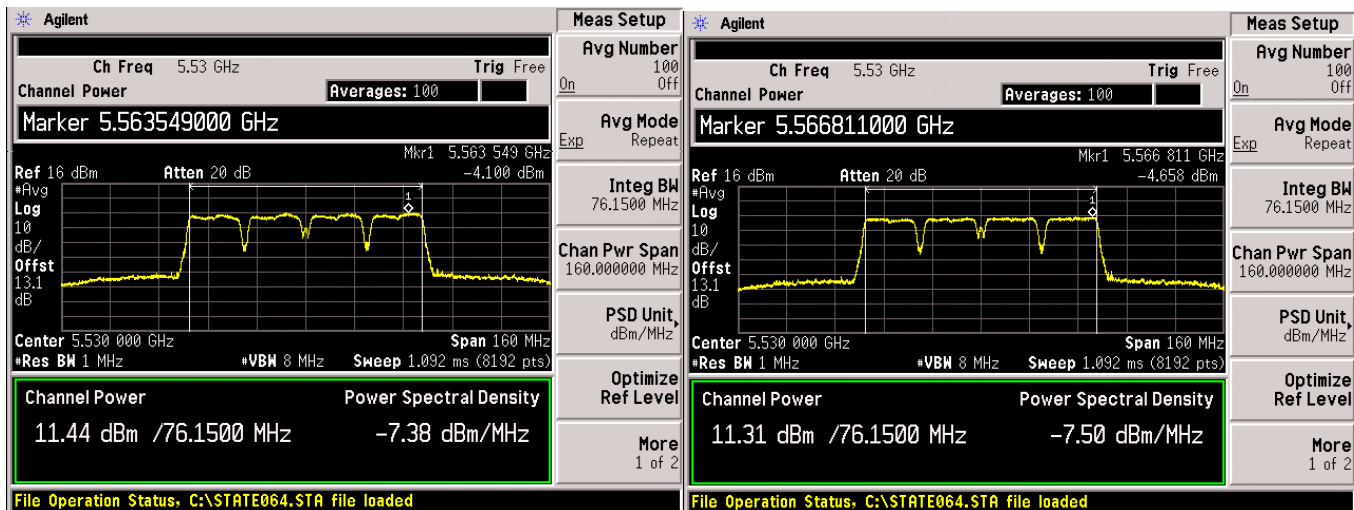 Agilent
Ch Freq 5.53 GHz Trig Free
Channel Power Averages: 100
Marker 5.563549000 GHz
Mkr1 5.563 549 GHz
Ref 16 dBm Atten 20 dB -4.100 dBm
#Avg
Log
10
dB/
Offst
13.1
dB
1
Center 5.530 000 GHz Span 160 MHz
#Res BW 1 MHz #VBW 8 MHz Sweep 1.092 ms (8192 pts)
Channel Power Power Spectral Density
11.44 dBm /76.1500 MHz -7.38 dBm/MHz
File Operation Status, C:\STATE064.STA file loaded
Meas Setup
Avg Number
100
On Off
Avg Mode
Exp Repeat
Integ BW
76.1500 MHz
Chan Pwr Span
160.000000 MHz
PSD Unit
dBm/MHz
Optimize
Ref Level
More
1 of 2
Agilent
Ch Freq 5.53 GHz Trig Free
Channel Power Averages: 100
Marker 5.566811000 GHz
Mkr1 5.566 811 GHz
Ref 16 dBm Atten 20 dB -4.658 dBm
#Avg
Log
10
dB/
Offst
13.1
dB
1
Center 5.530 000 GHz Span 160 MHz
#Res BW 1 MHz #VBW 8 MHz Sweep 1.092 ms (8192 pts)
Channel Power Power Spectral Density
11.31 dBm /76.1500 MHz -7.50 dBm/MHz
File Operation Status, C:\STATE064.STA file loaded
Meas Setup
Avg Number
100
On Off
Avg Mode
Exp Repeat
Integ BW
76.1500 MHz
Chan Pwr Span
160.000000 MHz
PSD Unit
dBm/MHz
Optimize
Ref Level
More
1 of 2